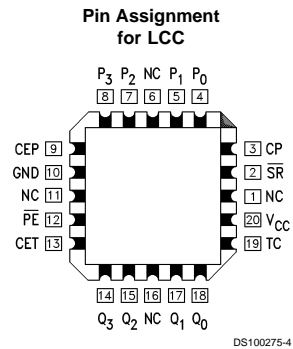 Pin Assignment
for LCC
P3 P2 NC P1 P0
8 7 6 5 4
CEP 9 3 CP
GND 10 2 S̅R̅
NC 11 1 NC
P̅E̅ 12 20 VCC
CET 13 19 TC
14 15 16 17 18
Q3 Q2 NC Q1 Q0
DS100275-4